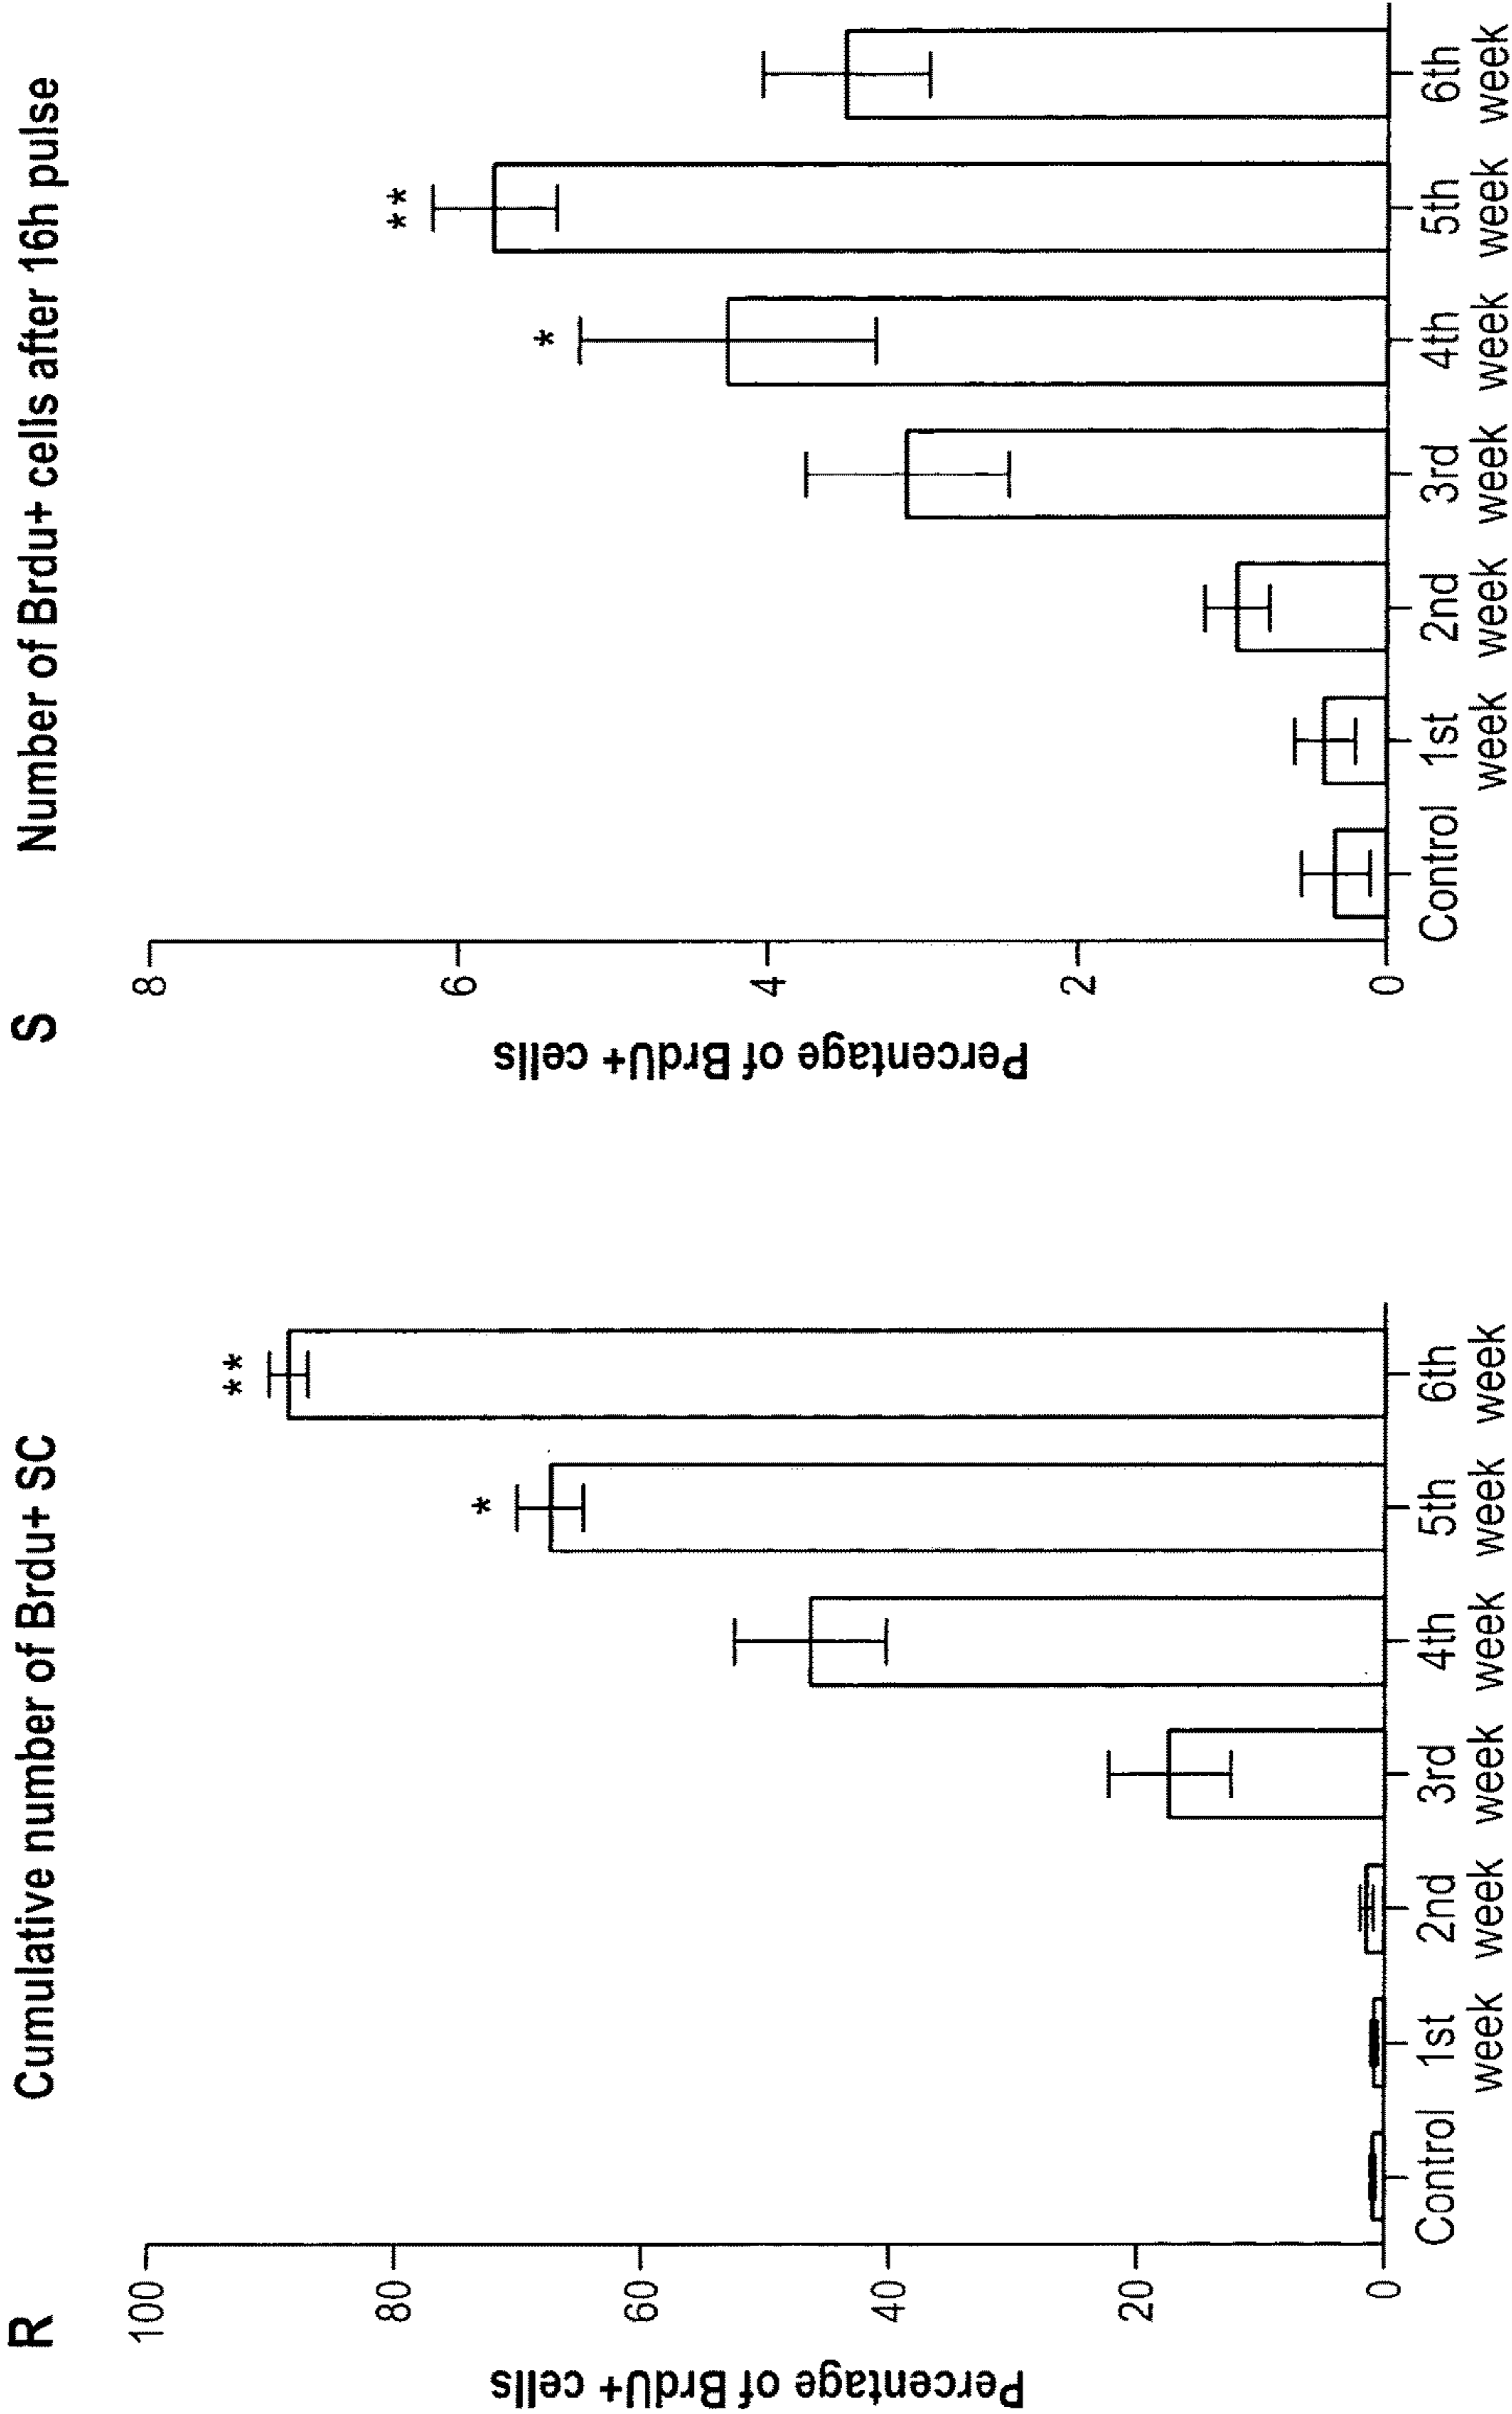 R
Cumulative number of Brdu+ SC
Percentage of BrdU+ cells
100
80
60
40
20
0
**
*
Control 1st 2nd 3rd 4th 5th 6th
week week week week week week
S
Number of Brdu+ cells after 16h pulse
Percentage of BrdU+ cells
8
6
4
2
0
**
*
Control 1st 2nd 3rd 4th 5th 6th
week week week week week week